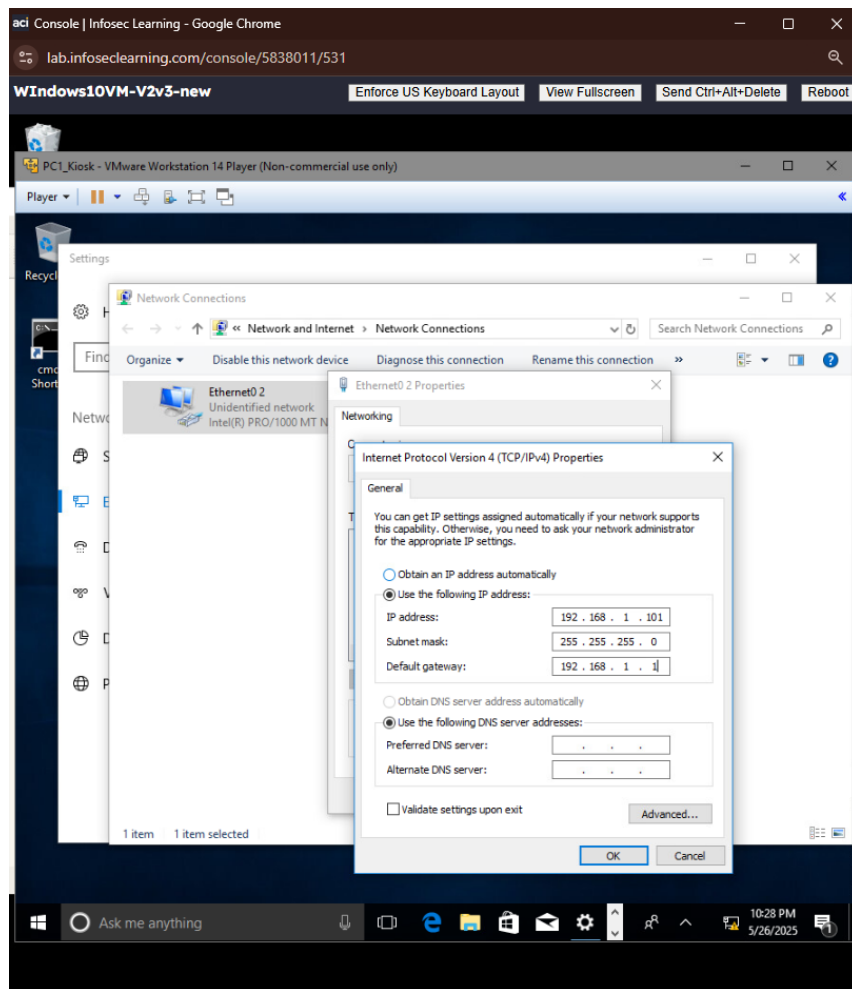 aci Console | Infosec Learning - Google Chrome
lab.infoseclearning.com/console/5838011/531
WIndows10VM-V2v3-new Enforce US Keyboard Layout View Fullscreen Send Ctrl+Alt+Delete Reboot
PC1_Kiosk - VMware Workstation 14 Player (Non-commercial use only)
Player
Settings
Recycl
Network Connections
H
« Network and Internet › Network Connections Search Network Connections
Find
Organize Disable this network device Diagnose this connection Rename this connection »
cmd
Short
Ethernet0 2
Unidentified network
Intel(R) PRO/1000 MT N
Ethernet0 2 Properties
Networking
Netwo
Internet Protocol Version 4 (TCP/IPv4) Properties
S
General
You can get IP settings assigned automatically if your network supports
this capability. Otherwise, you need to ask your network administrator
for the appropriate IP settings.
E
D
V
D
P
Obtain an IP address automatically
Use the following IP address:
IP address: 192 . 168 . 1 . 101
Subnet mask: 255 . 255 . 255 . 0
Default gateway: 192 . 168 . 1 . 1
Obtain DNS server address automatically
Use the following DNS server addresses:
Preferred DNS server: . . .
Alternate DNS server: . . .
Validate settings upon exit
Advanced...
1 item 1 item selected
OK Cancel
Ask me anything
10:28 PM
5/26/2025
1